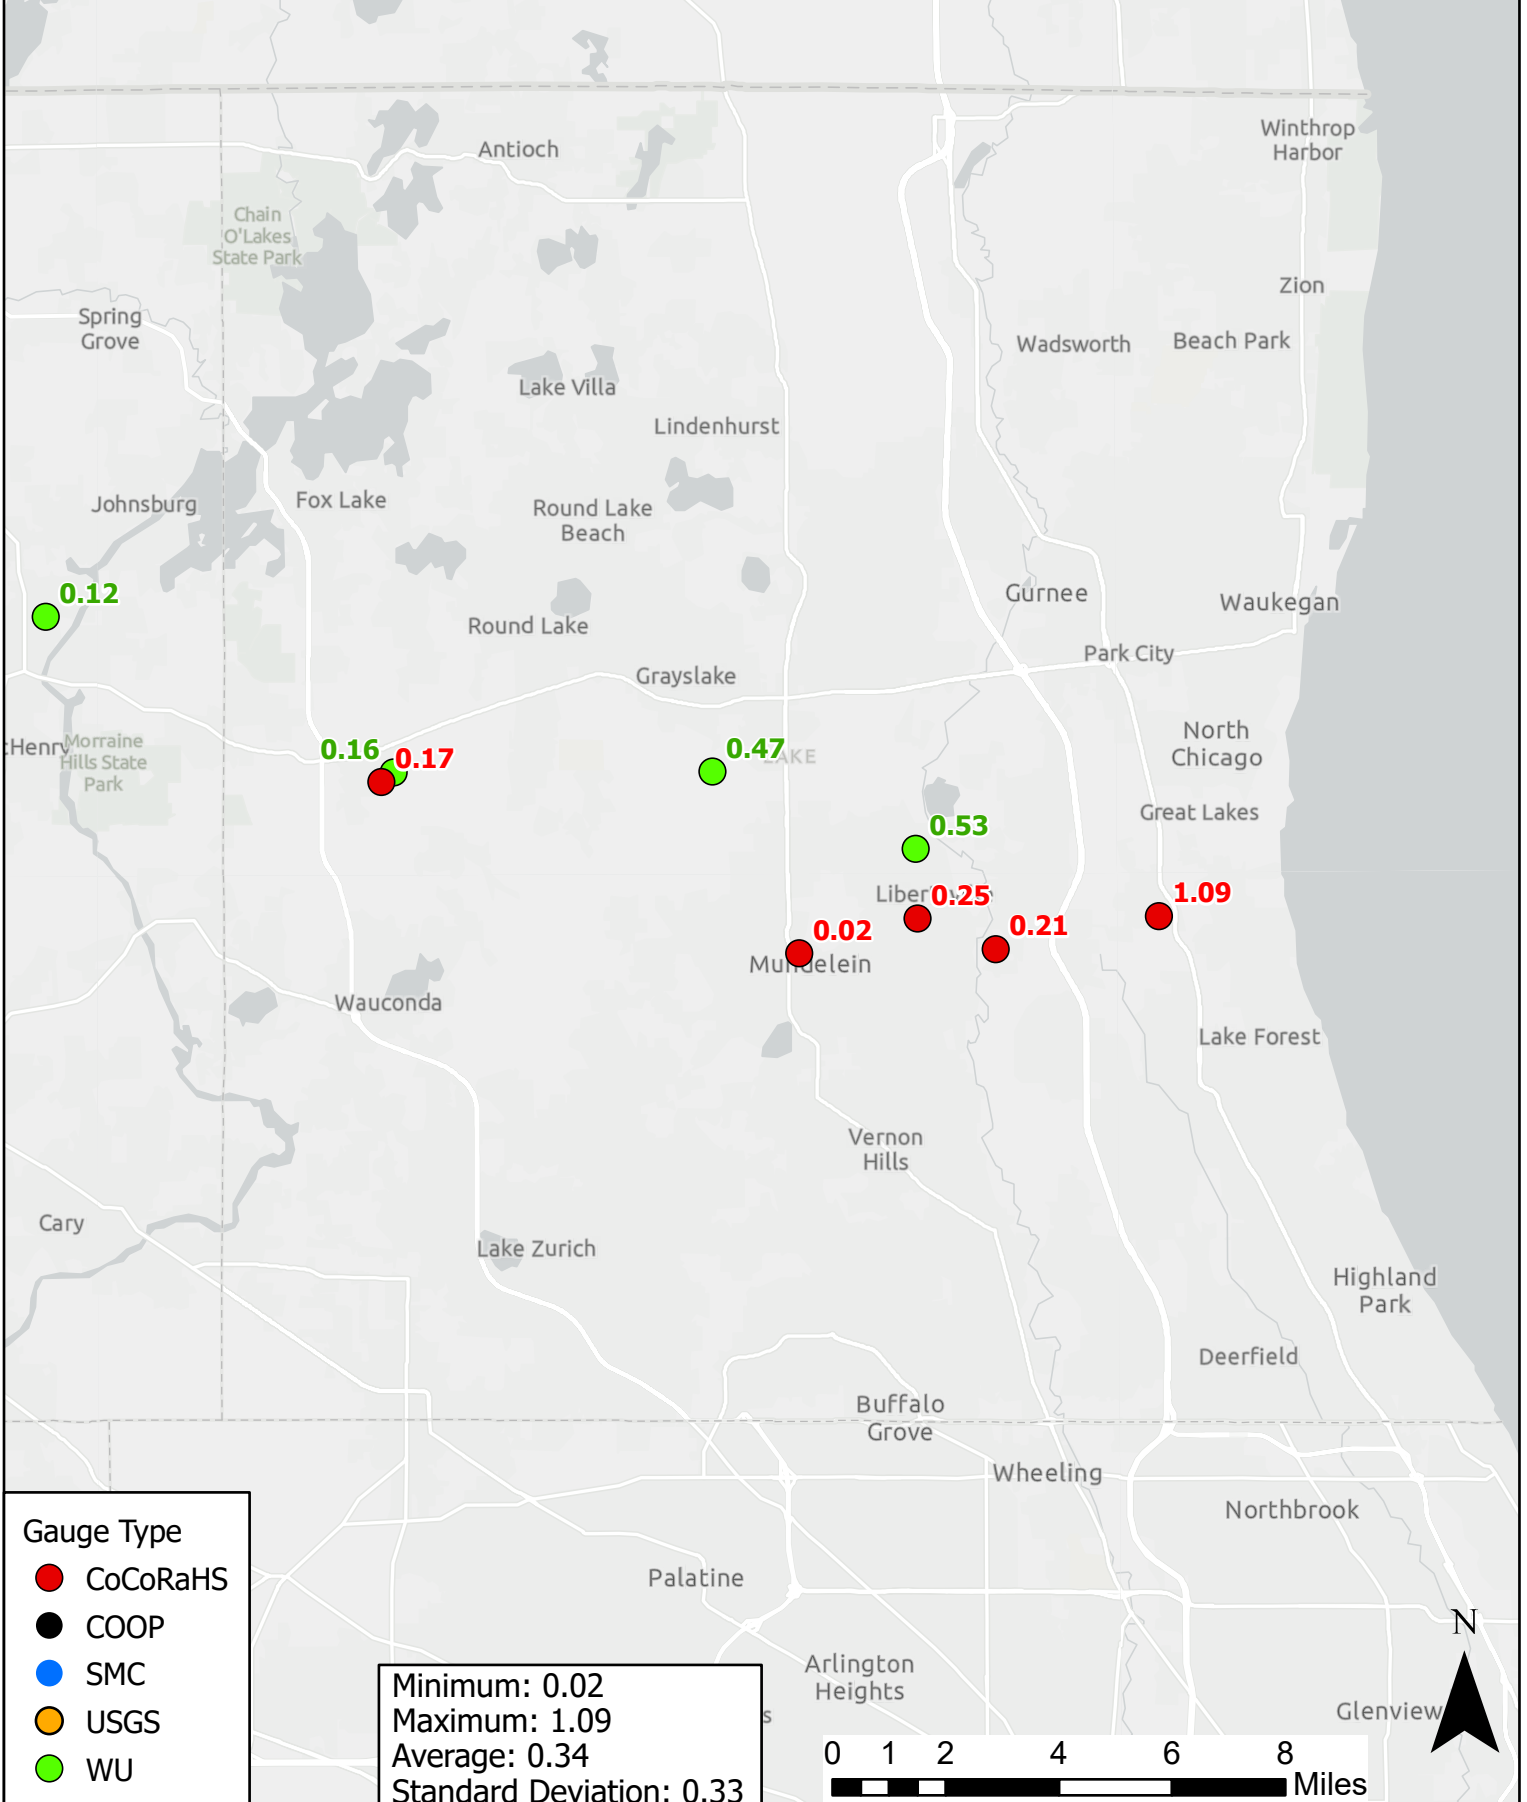 Winthrop
Harbor
Antioch
Chain
O'Lakes
State Park
Zion
Spring
Grove
Wadsworth
Beach Park
Lake Villa
Lindenhurst
Johnsburg
Fox Lake
Round Lake
Beach
0.12
Gurnee
Waukegan
Round Lake
Park City
Grayslake
North
Chicago
Morraine
Hills State
Park
0.16
0.17
0.47
LAKE
Great Lakes
0.53
0.25
1.09
0.02
0.21
Mundelein
Wauconda
Lake Forest
Vernon
Hills
Cary
Lake Zurich
Highland
Park
Deerfield
Buffalo
Grove
Wheeling
Northbrook
Palatine
Arlington
Heights
Glenview
Gauge Type
CoCoRaHS
COOP
SMC
USGS
WU
Minimum: 0.02
Maximum: 1.09
Average: 0.34
Standard Deviation: 0.33
N
0 1 2 4 6 8
Miles